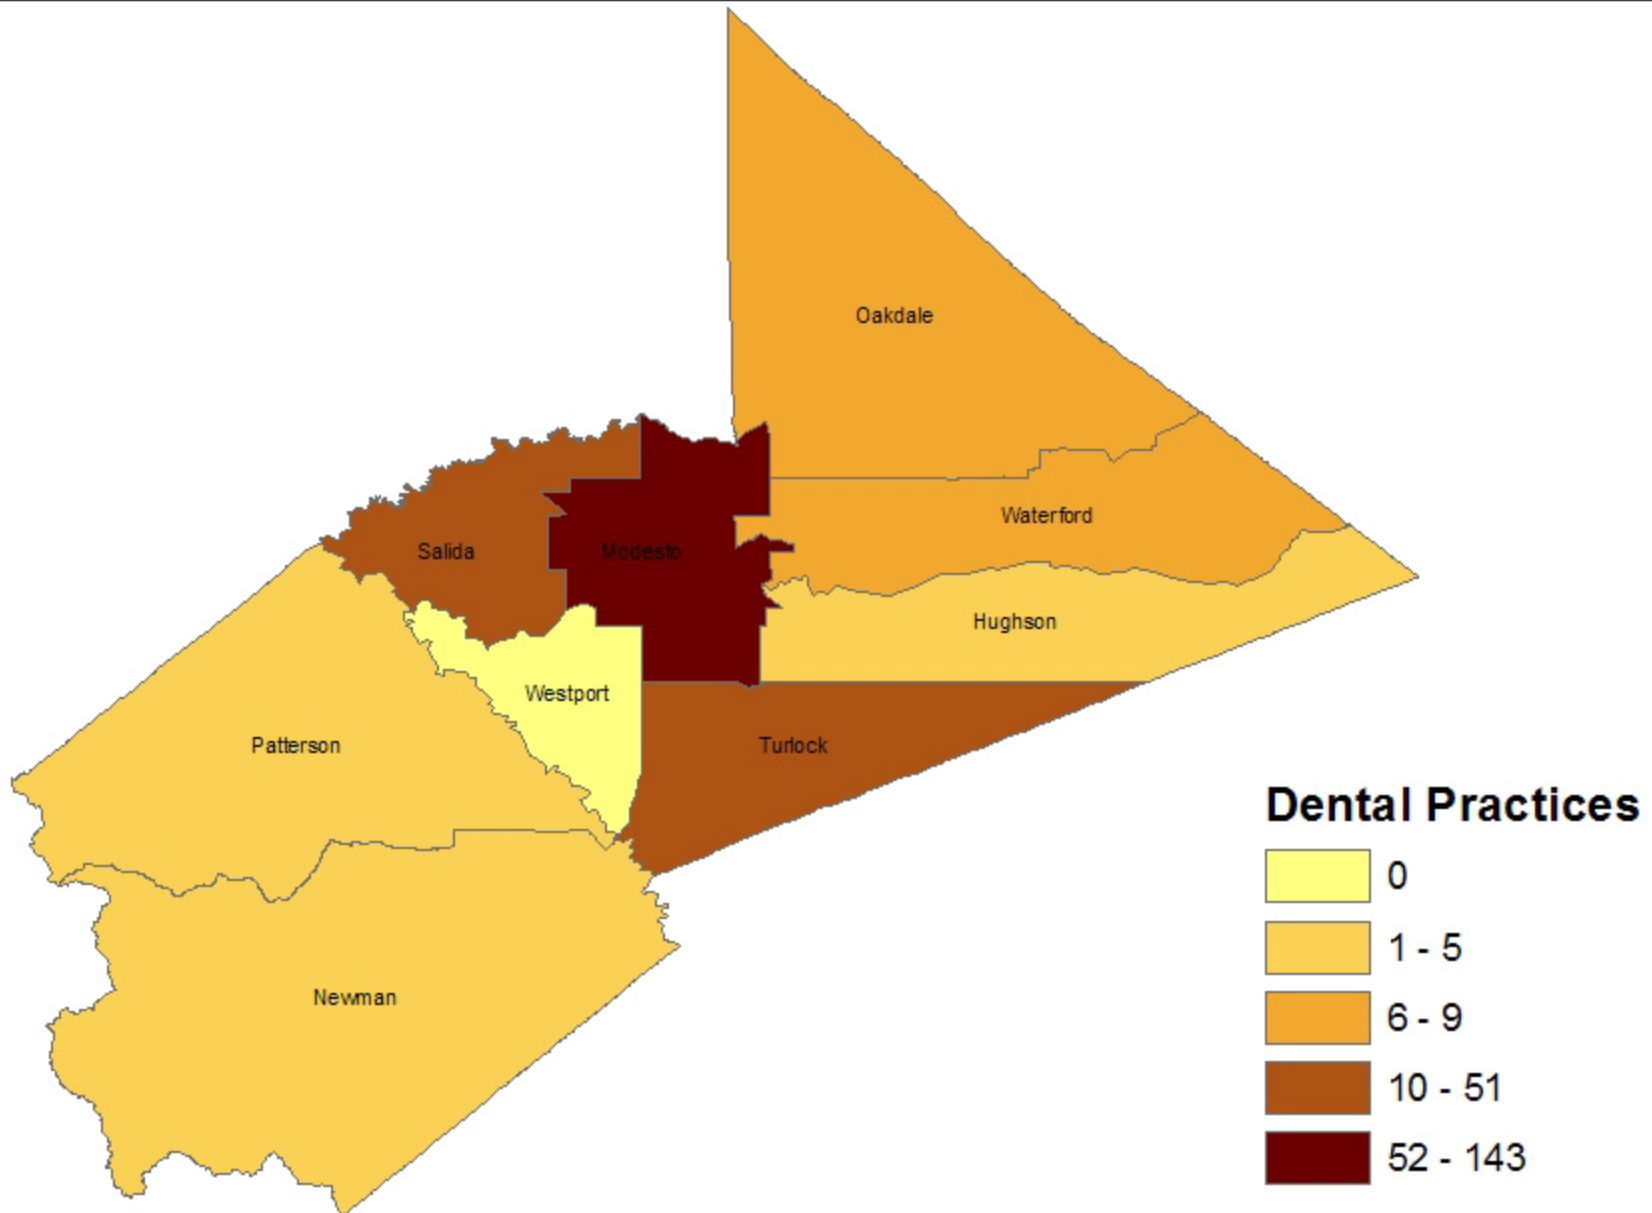 Oakdale
Waterford
Salida
Modesto
Hughson
Westport
Patterson
Turlock
Newman
Dental Practices
0
1 - 5
6 - 9
10 - 51
52 - 143